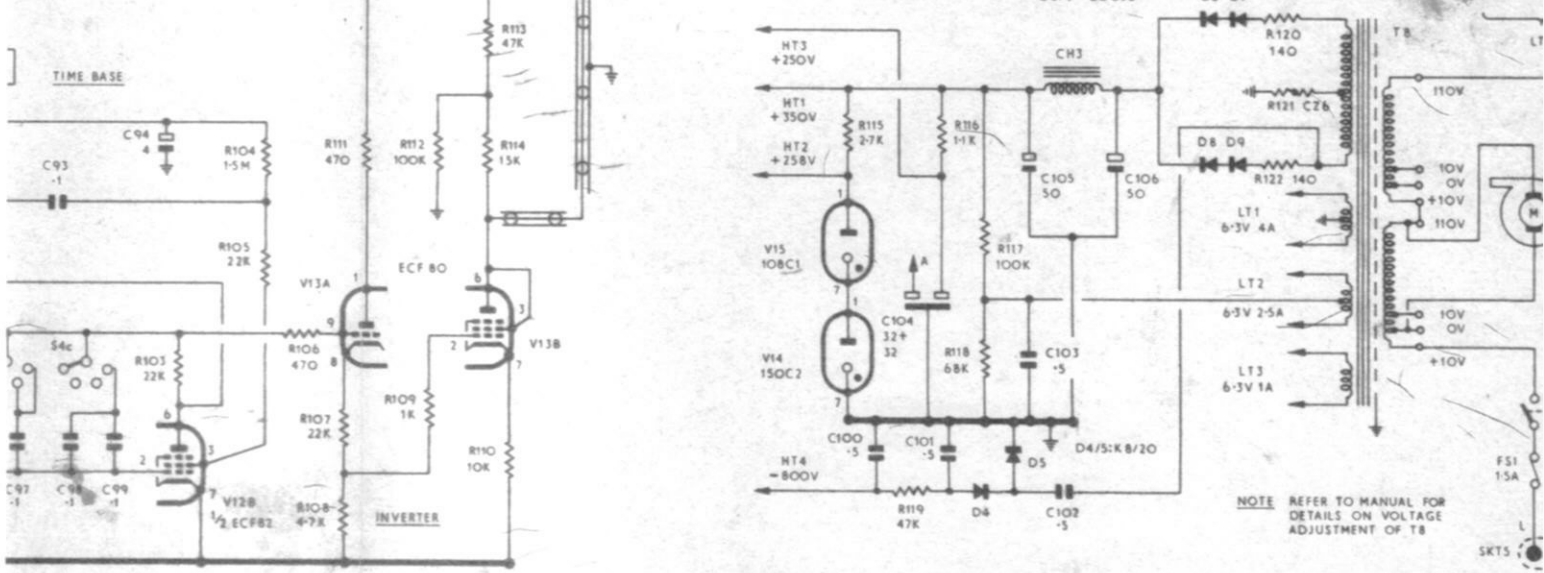 TIME BASE
C94
4
R104
1·5M
C93
·1
R105
22K
R111
470
R112
100K
R113
47K
R114
15K
V13A
ECF 80
1
9
8
6
3
2
7
V13B
S4c
R103
22K
R106
470
R107
22K
R109
1K
R110
10K
R108
4·7K
INVERTER
6
2
1
3
7
V12B
½ ECF82
C97
·1
C98
·1
C99
·1
HT3
+250V
HT1
+350V
HT2
+258V
R115
2·7K
R116
1·1K
CH3
R120
140
R121 CZ6
D8 D9
R122 140
C105
50
C106
50
T8
110V
10V
0V
+10V
110V
10V
0V
+10V
LT
M
LT1
6·3V 4A
LT2
6·3V 2·5A
LT3
6·3V 1A
1
V15
108C1
7
1
V14
150C2
7
A
C104
32+
32
R117
100K
R118
68K
C103
·5
C100
·5
C101
·5
D5
D4/5:K8/20
HT4
−800V
R119
47K
D4
C102
·5
NOTE REFER TO MANUAL FOR
DETAILS ON VOLTAGE
ADJUSTMENT OF T8
FS1
1·5A
L
SKT5